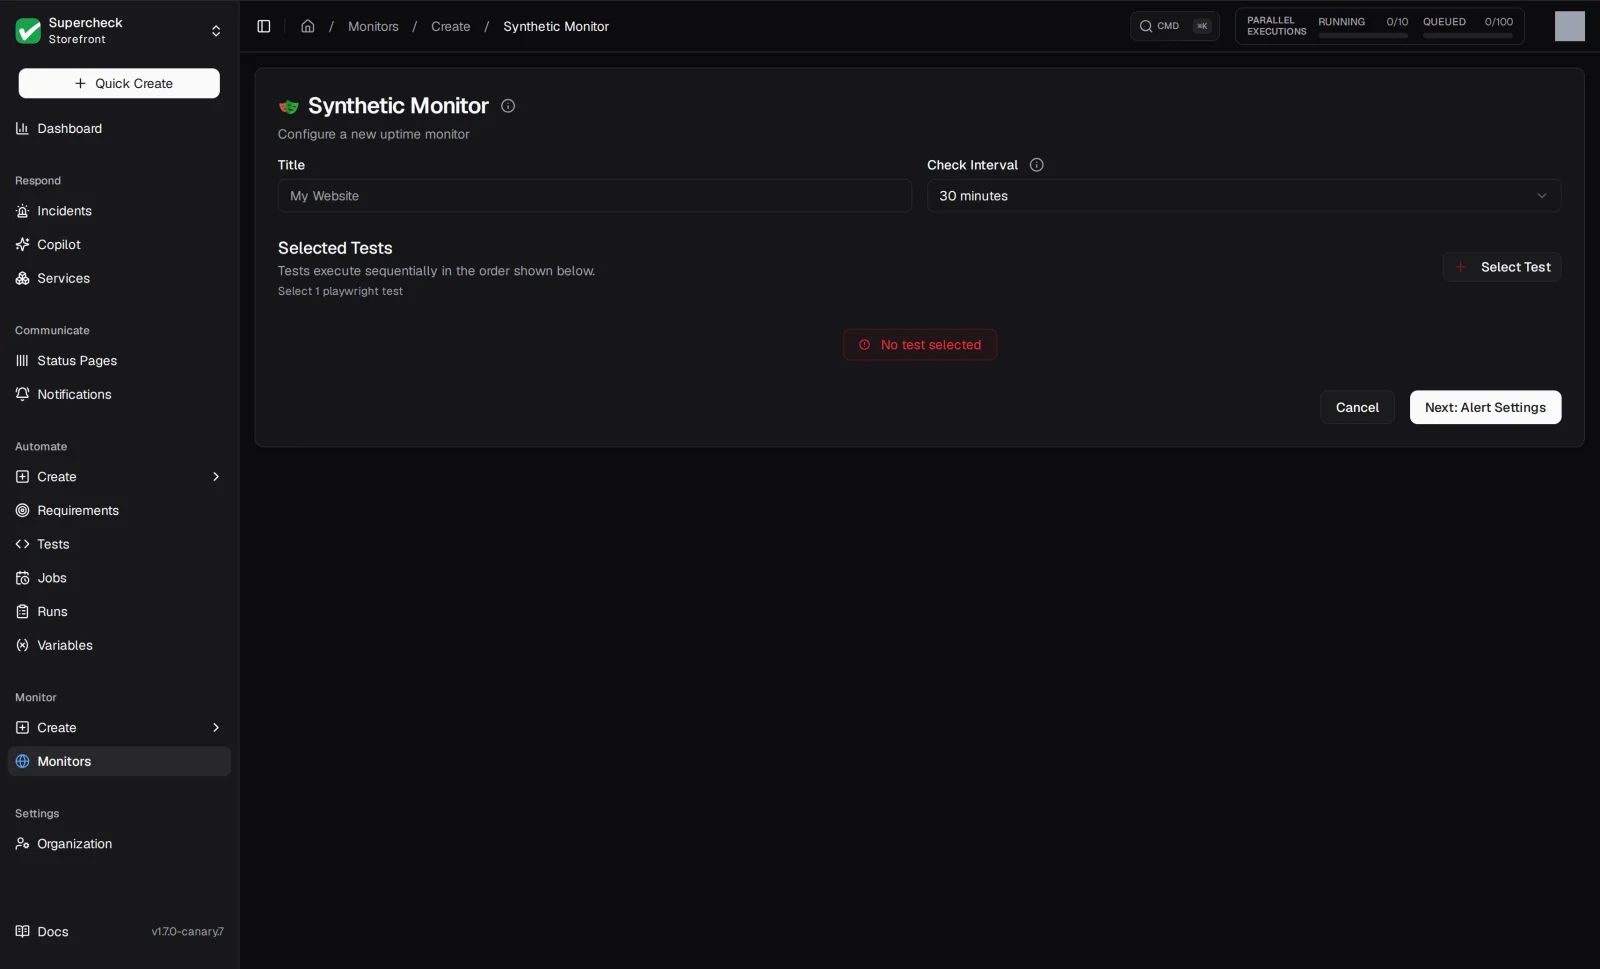 Supercheck
Storefront
Quick Create
Dashboard
Respond
Incidents
Copilot
Services
Communicate
Status Pages
Notifications
Automate
Create
Requirements
Tests
Jobs
Runs
Variables
Monitor
Create
Monitors
Settings
Organization
Docs v1.7.0-canary.7
/ Monitors / Create / Synthetic Monitor
CMD ⌘K
PARALLEL EXECUTIONS
RUNNING 0/10 QUEUED 0/100
Synthetic Monitor
Configure a new uptime monitor
Title
My Website
Check Interval
30 minutes
Selected Tests
Tests execute sequentially in the order shown below.
Select 1 playwright test
Select Test
No test selected
Cancel
Next: Alert Settings